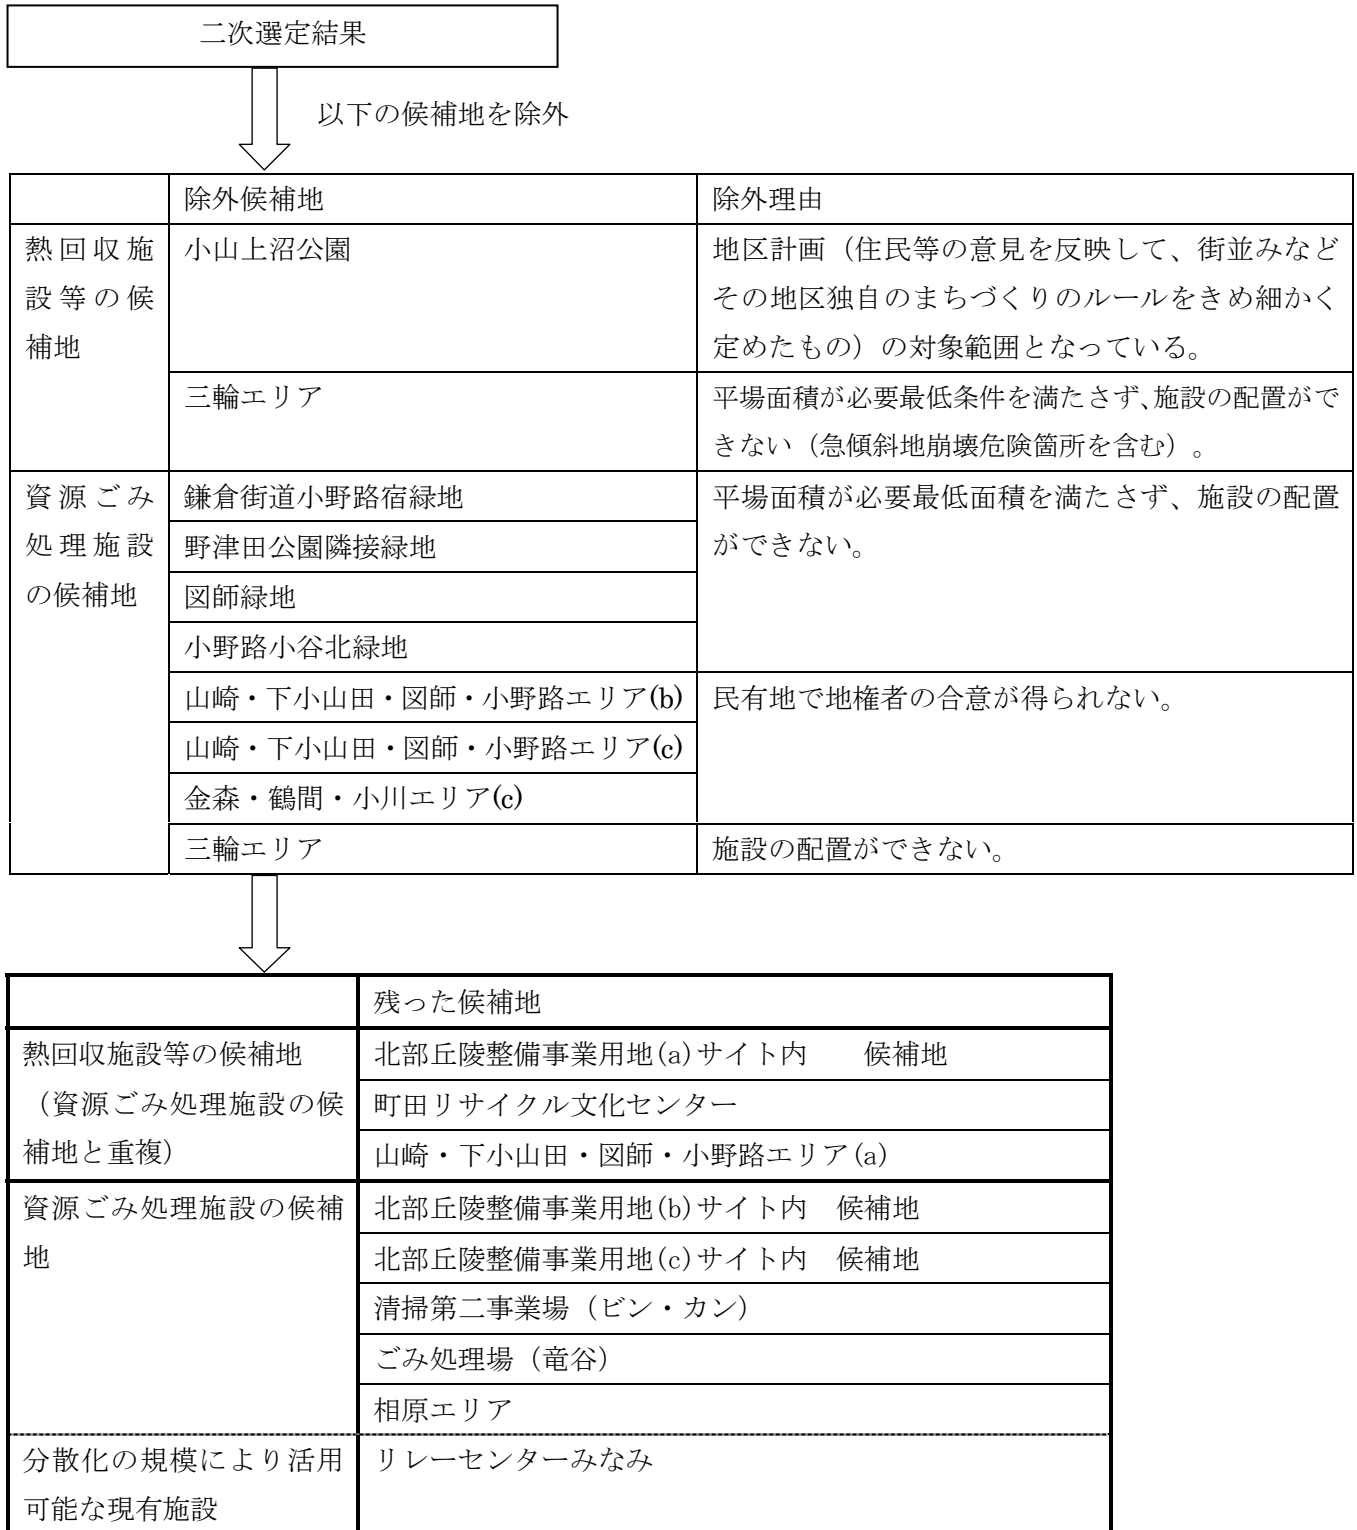 二次選定結果
以下の候補地を除外
除外候補地
除外理由
熱回収施
設等の候
補地
小山上沼公園
地区計画（住民等の意見を反映して、街並みなど
その地区独自のまちづくりのルールをきめ細かく
定めたもの）の対象範囲となっている。
三輪エリア
平場面積が必要最低条件を満たさず、施設の配置がで
きない（急傾斜地崩壊危険箇所を含む）。
資源ごみ
処理施設
の候補地
鎌倉街道小野路宿緑地
野津田公園隣接緑地
図師緑地
小野路小谷北緑地
平場面積が必要最低面積を満たさず、施設の配置
ができない。
山崎・下小山田・図師・小野路エリア(b)
山崎・下小山田・図師・小野路エリア(c)
金森・鶴間・小川エリア(c)
民有地で地権者の合意が得られない。
三輪エリア
施設の配置ができない。
残った候補地
熱回収施設等の候補地
（資源ごみ処理施設の候
補地と重複）
北部丘陵整備事業用地(a)サイト内　　候補地
町田リサイクル文化センター
山崎・下小山田・図師・小野路エリア(a)
資源ごみ処理施設の候補
地
北部丘陵整備事業用地(b)サイト内　候補地
北部丘陵整備事業用地(c)サイト内　候補地
清掃第二事業場（ビン・カン）
ごみ処理場（竜谷）
相原エリア
分散化の規模により活用
可能な現有施設
リレーセンターみなみ